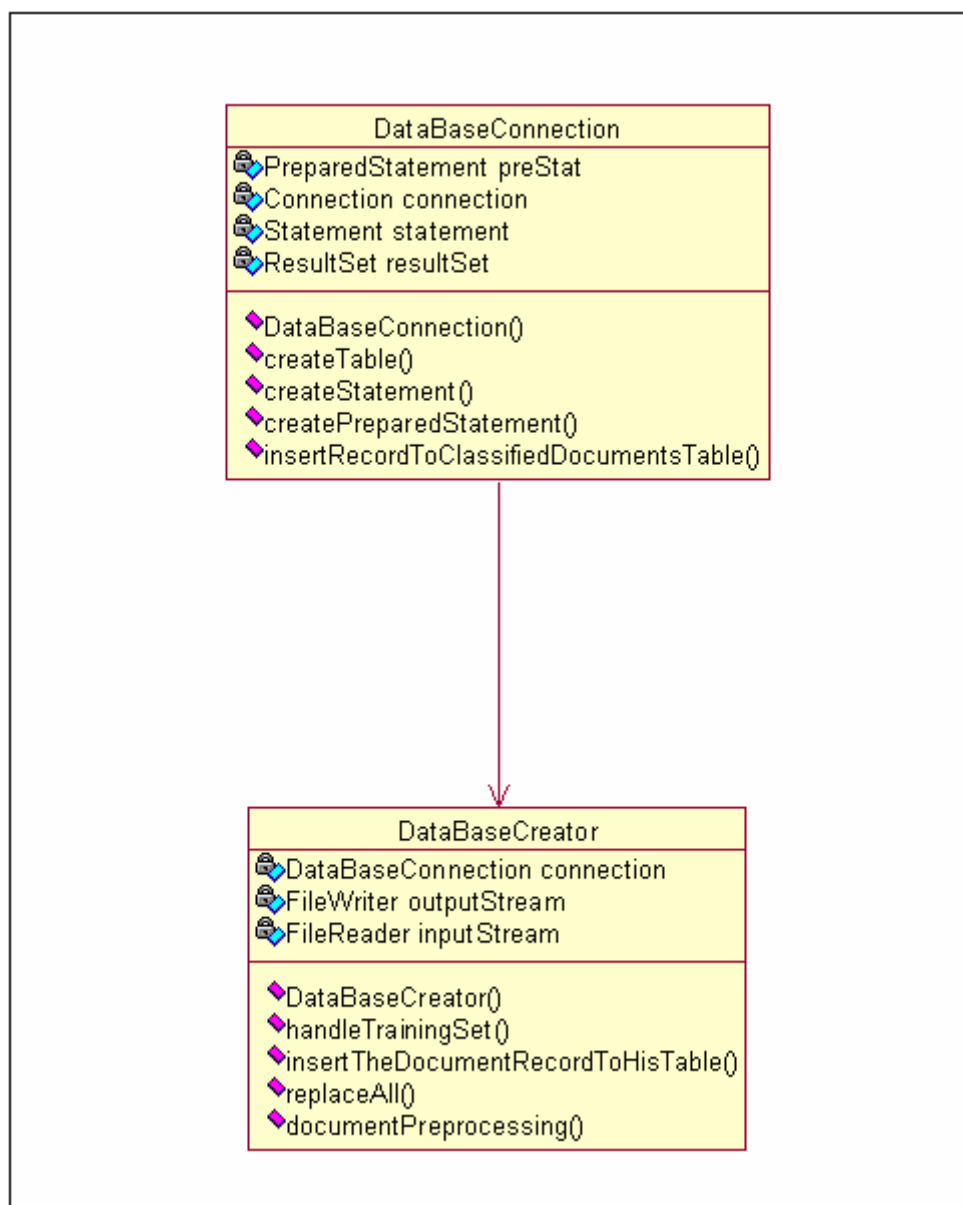 DataBaseConnection
PreparedStatement preStat
Connection connection
Statement statement
ResultSet resultSet
DataBaseConnection()
createTable()
createStatement()
createPreparedStatement()
insertRecordToClassifiedDocumentsTable()
DataBaseCreator
DataBaseConnection connection
FileWriter outputStream
FileReader inputStream
DataBaseCreator()
handleTrainingSet()
insertTheDocumentRecordToHisTable()
replaceAll()
documentPreprocessing()